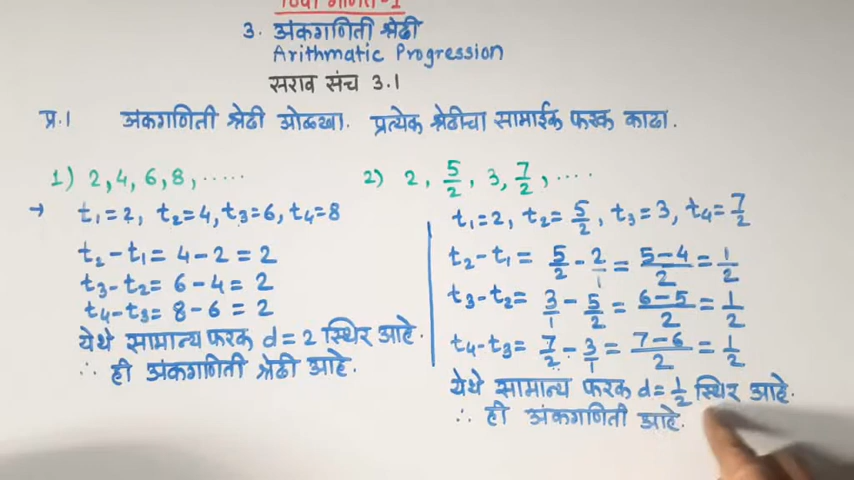 3. अंकगणिती श्रेढी
Arithmatic Progression
सराव संच 3.1
प्र.1 अंकगणिती श्रेढी ओळखा. प्रत्येक श्रेढीचा सामाईक फरक काढा.
1) 2, 4, 6, 8, .....
→ t₁=2, t₂=4, t₃=6, t₄=8
t₂-t₁= 4-2 = 2
t₃-t₂= 6-4 = 2
t₄-t₃= 8-6 = 2
येथे सामान्य फरक d=2 स्थिर आहे.
∴ ही अंकगणिती श्रेढी आहे.
2) 2, 5/2, 3, 7/2, ....
t₁=2, t₂=5/2, t₃=3, t₄=7/2
t₂-t₁= 5/2 - 2/1 = 5-4/2 = 1/2
t₃-t₂= 3/1 - 5/2 = 6-5/2 = 1/2
t₄-t₃= 7/2 - 3/1 = 7-6/2 = 1/2
येथे सामान्य फरक d=1/2 स्थिर आहे.
∴ ही अंकगणिती आहे.